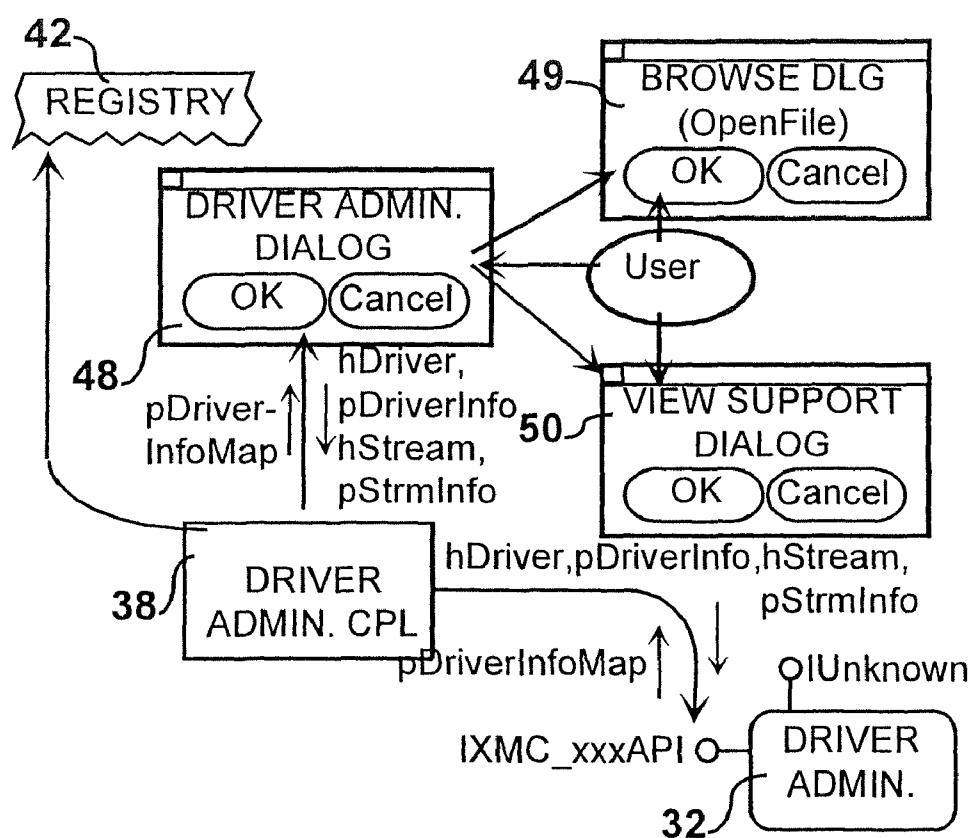 42
REGISTRY
49
BROWSE DLG
(OpenFile)
OK
Cancel
DRIVER ADMIN.
DIALOG
OK
Cancel
48
User
50
VIEW SUPPORT
DIALOG
OK
Cancel
pDriver-
InfoMap
hDriver,
pDriverInfo,
hStream,
pStrmInfo
38
DRIVER
ADMIN. CPL
hDriver,pDriverInfo,hStream,
pStrmInfo
pDriverInfoMap
IUnknown
IXMC_xxxAPI
DRIVER
ADMIN.
32